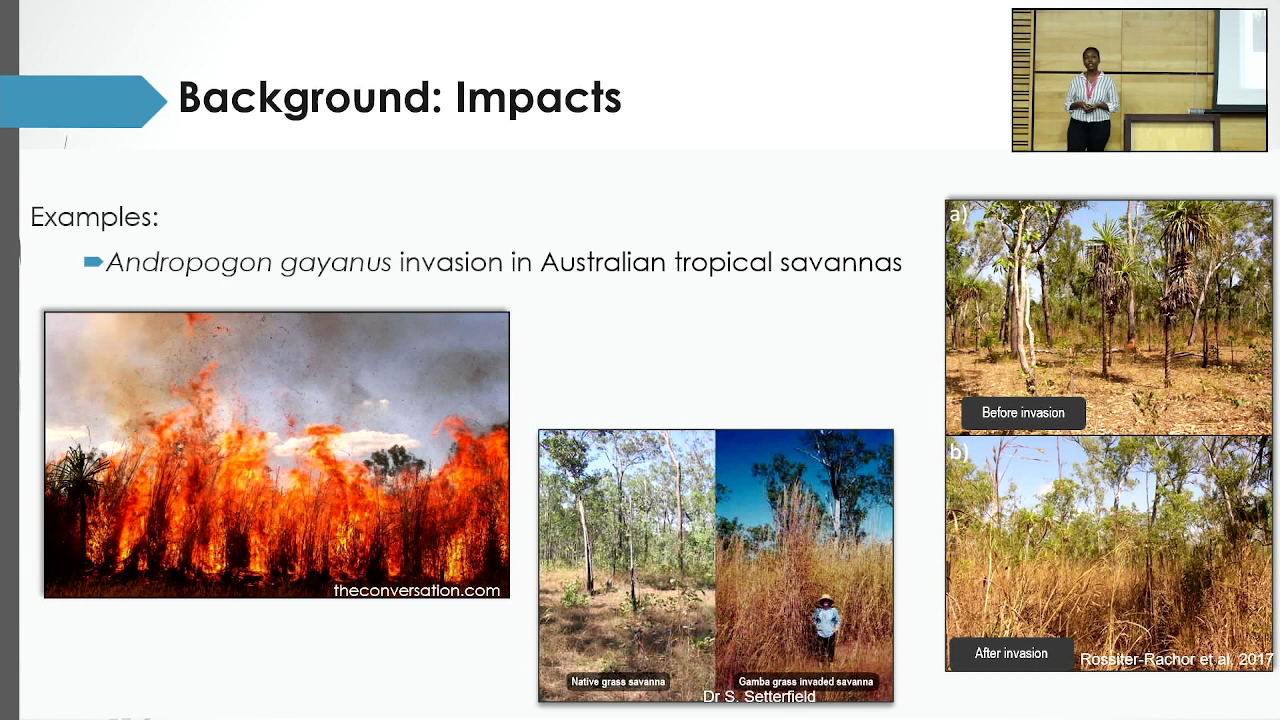 Background: Impacts
Examples:
Andropogon gayanus invasion in Australian tropical savannas
theconversation.com
Native grass savanna
Gamba grass invaded savanna
Dr S. Setterfield
a)
Before invasion
b)
After invasion
Rossiter-Rachor et al, 2017